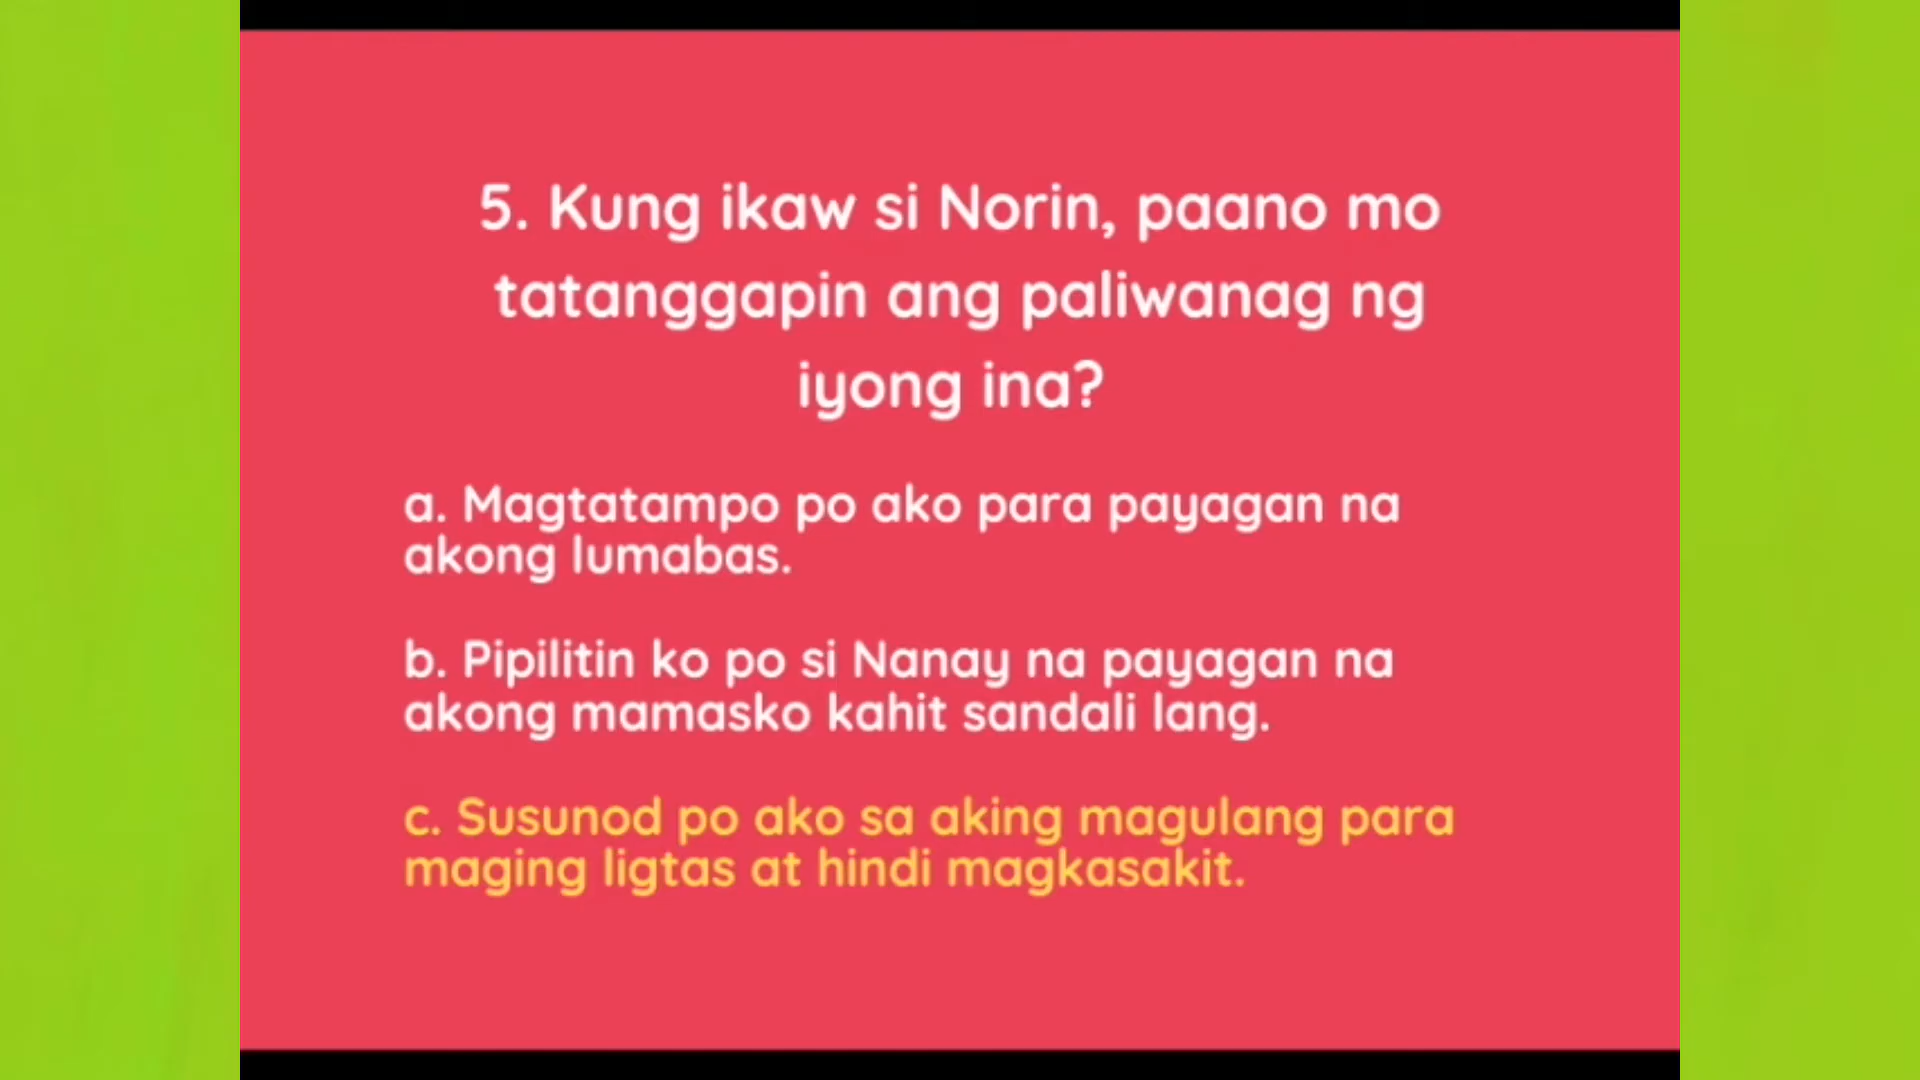 5. Kung ikaw si Norin, paano mo
tatanggapin ang paliwanag ng
iyong ina?
a. Magtatampo po ako para payagan na
akong lumabas.
b. Pipilitin ko po si Nanay na payagan na
akong mamasko kahit sandali lang.
c. Susunod po ako sa aking magulang para
maging ligtas at hindi magkasakit.